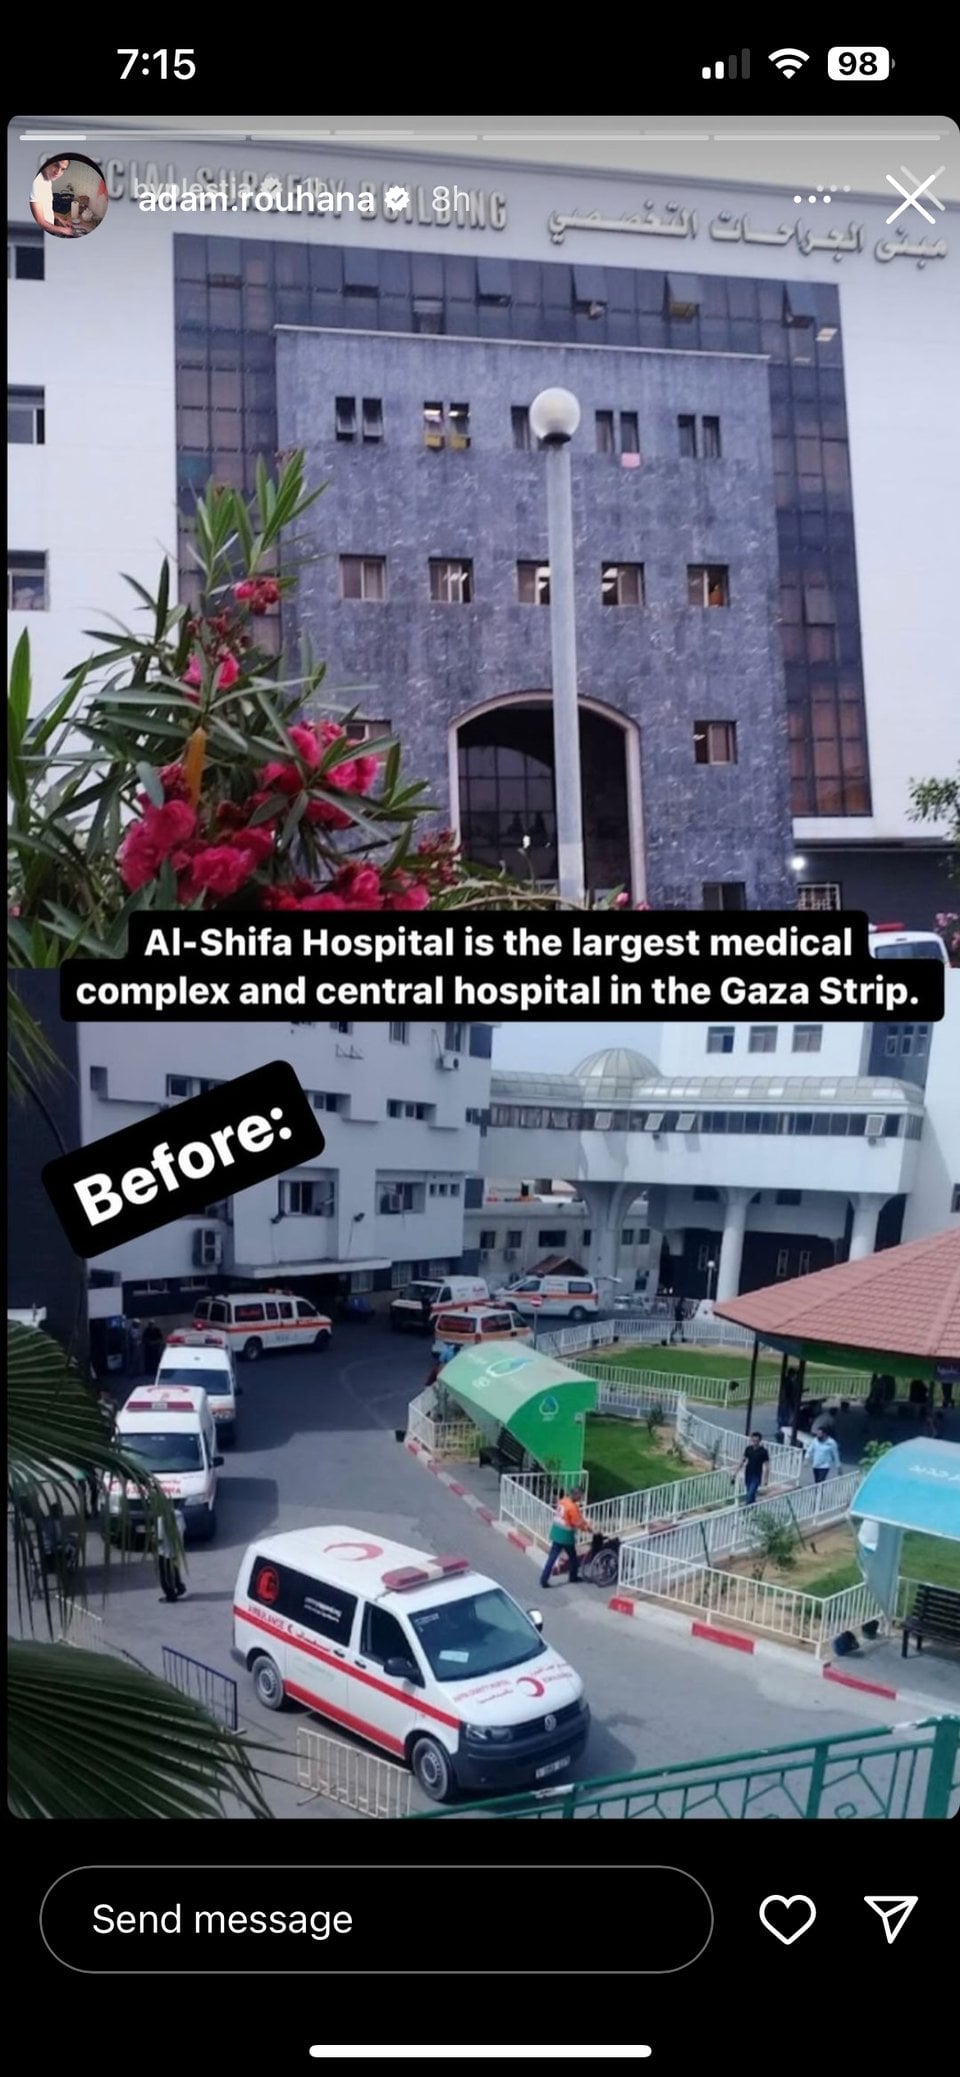 7:15
98
SPECIAL SURGERY BUILDING
مبنى الجراحات التخصصي
byplestia
adam.rouhana 8h
Al-Shifa Hospital is the largest medical
complex and central hospital in the Gaza Strip.
Before:
AMBULANCE
Send message